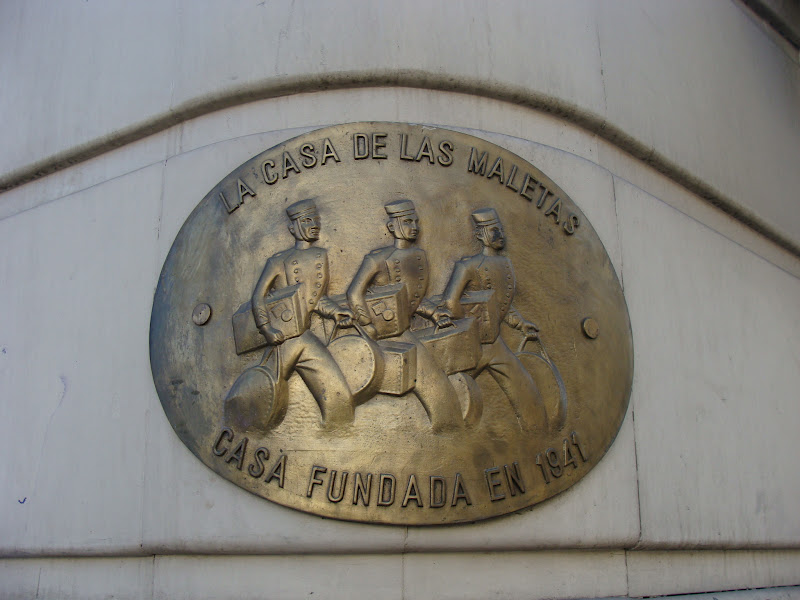 LA CASA DE LAS MALETAS
CASA FUNDADA EN 1941